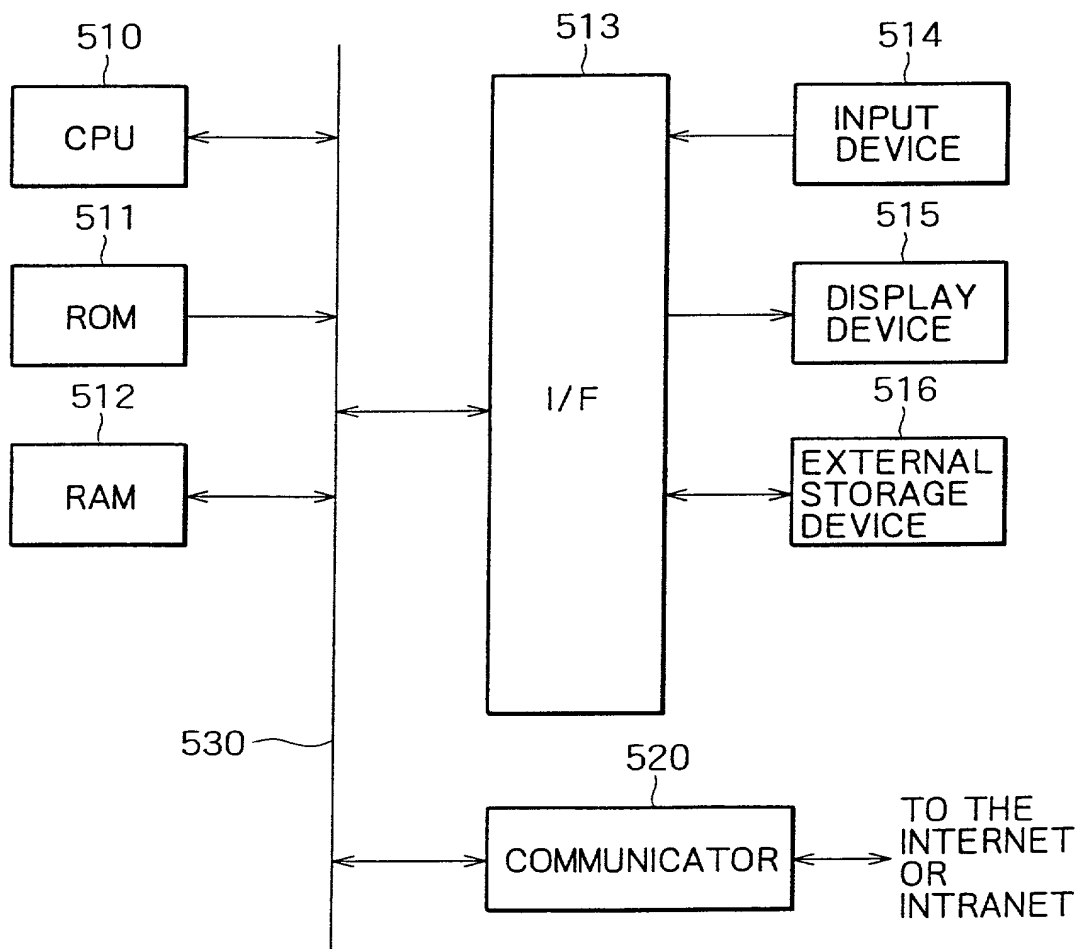 510
CPU
511
ROM
512
RAM
513
I/F
514
INPUT
DEVICE
515
DISPLAY
DEVICE
516
EXTERNAL
STORAGE
DEVICE
530
520
COMMUNICATOR
TO THE
INTERNET
OR
INTRANET